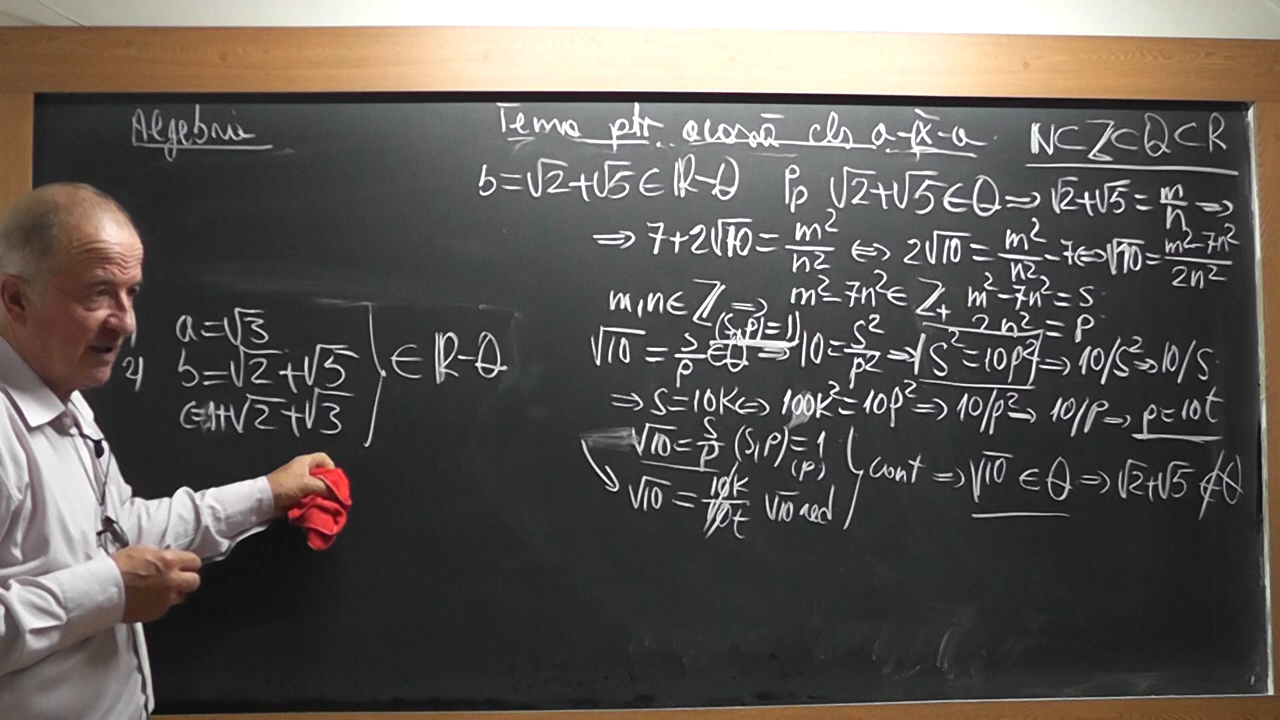 Algebră
Temă ptr. acasă cls a-IX-a
N⊂Z⊂Q⊂R
2) a=√3
b=√2+√5
c=1+√2+√3
} ∈ R-Q
b=√2+√5∈R-Q Pp √2+√5∈Q⇒√2+√5=m/n⇒
⇒7+2√10=m²/n²⇔2√10=m²/n²-7⇔√10=(m²-7n²)/2n²
m,n∈Z⇒m²-7n²∈Z, m²-7n²=s
(s,p)=1 2n²=p
√10=s/p∈Q⇒10=s²/p²⇒s²=10p²⇒10/s²⇒10/s
⇒s=10k⇔100k²=10p²⇒10/p²⇒10/p⇒p=10t
√10=s/p (s,p)=1
(p)
√10=10k/10t √10 red
} cont⇒√10∈Q⇒√2+√5∉Q